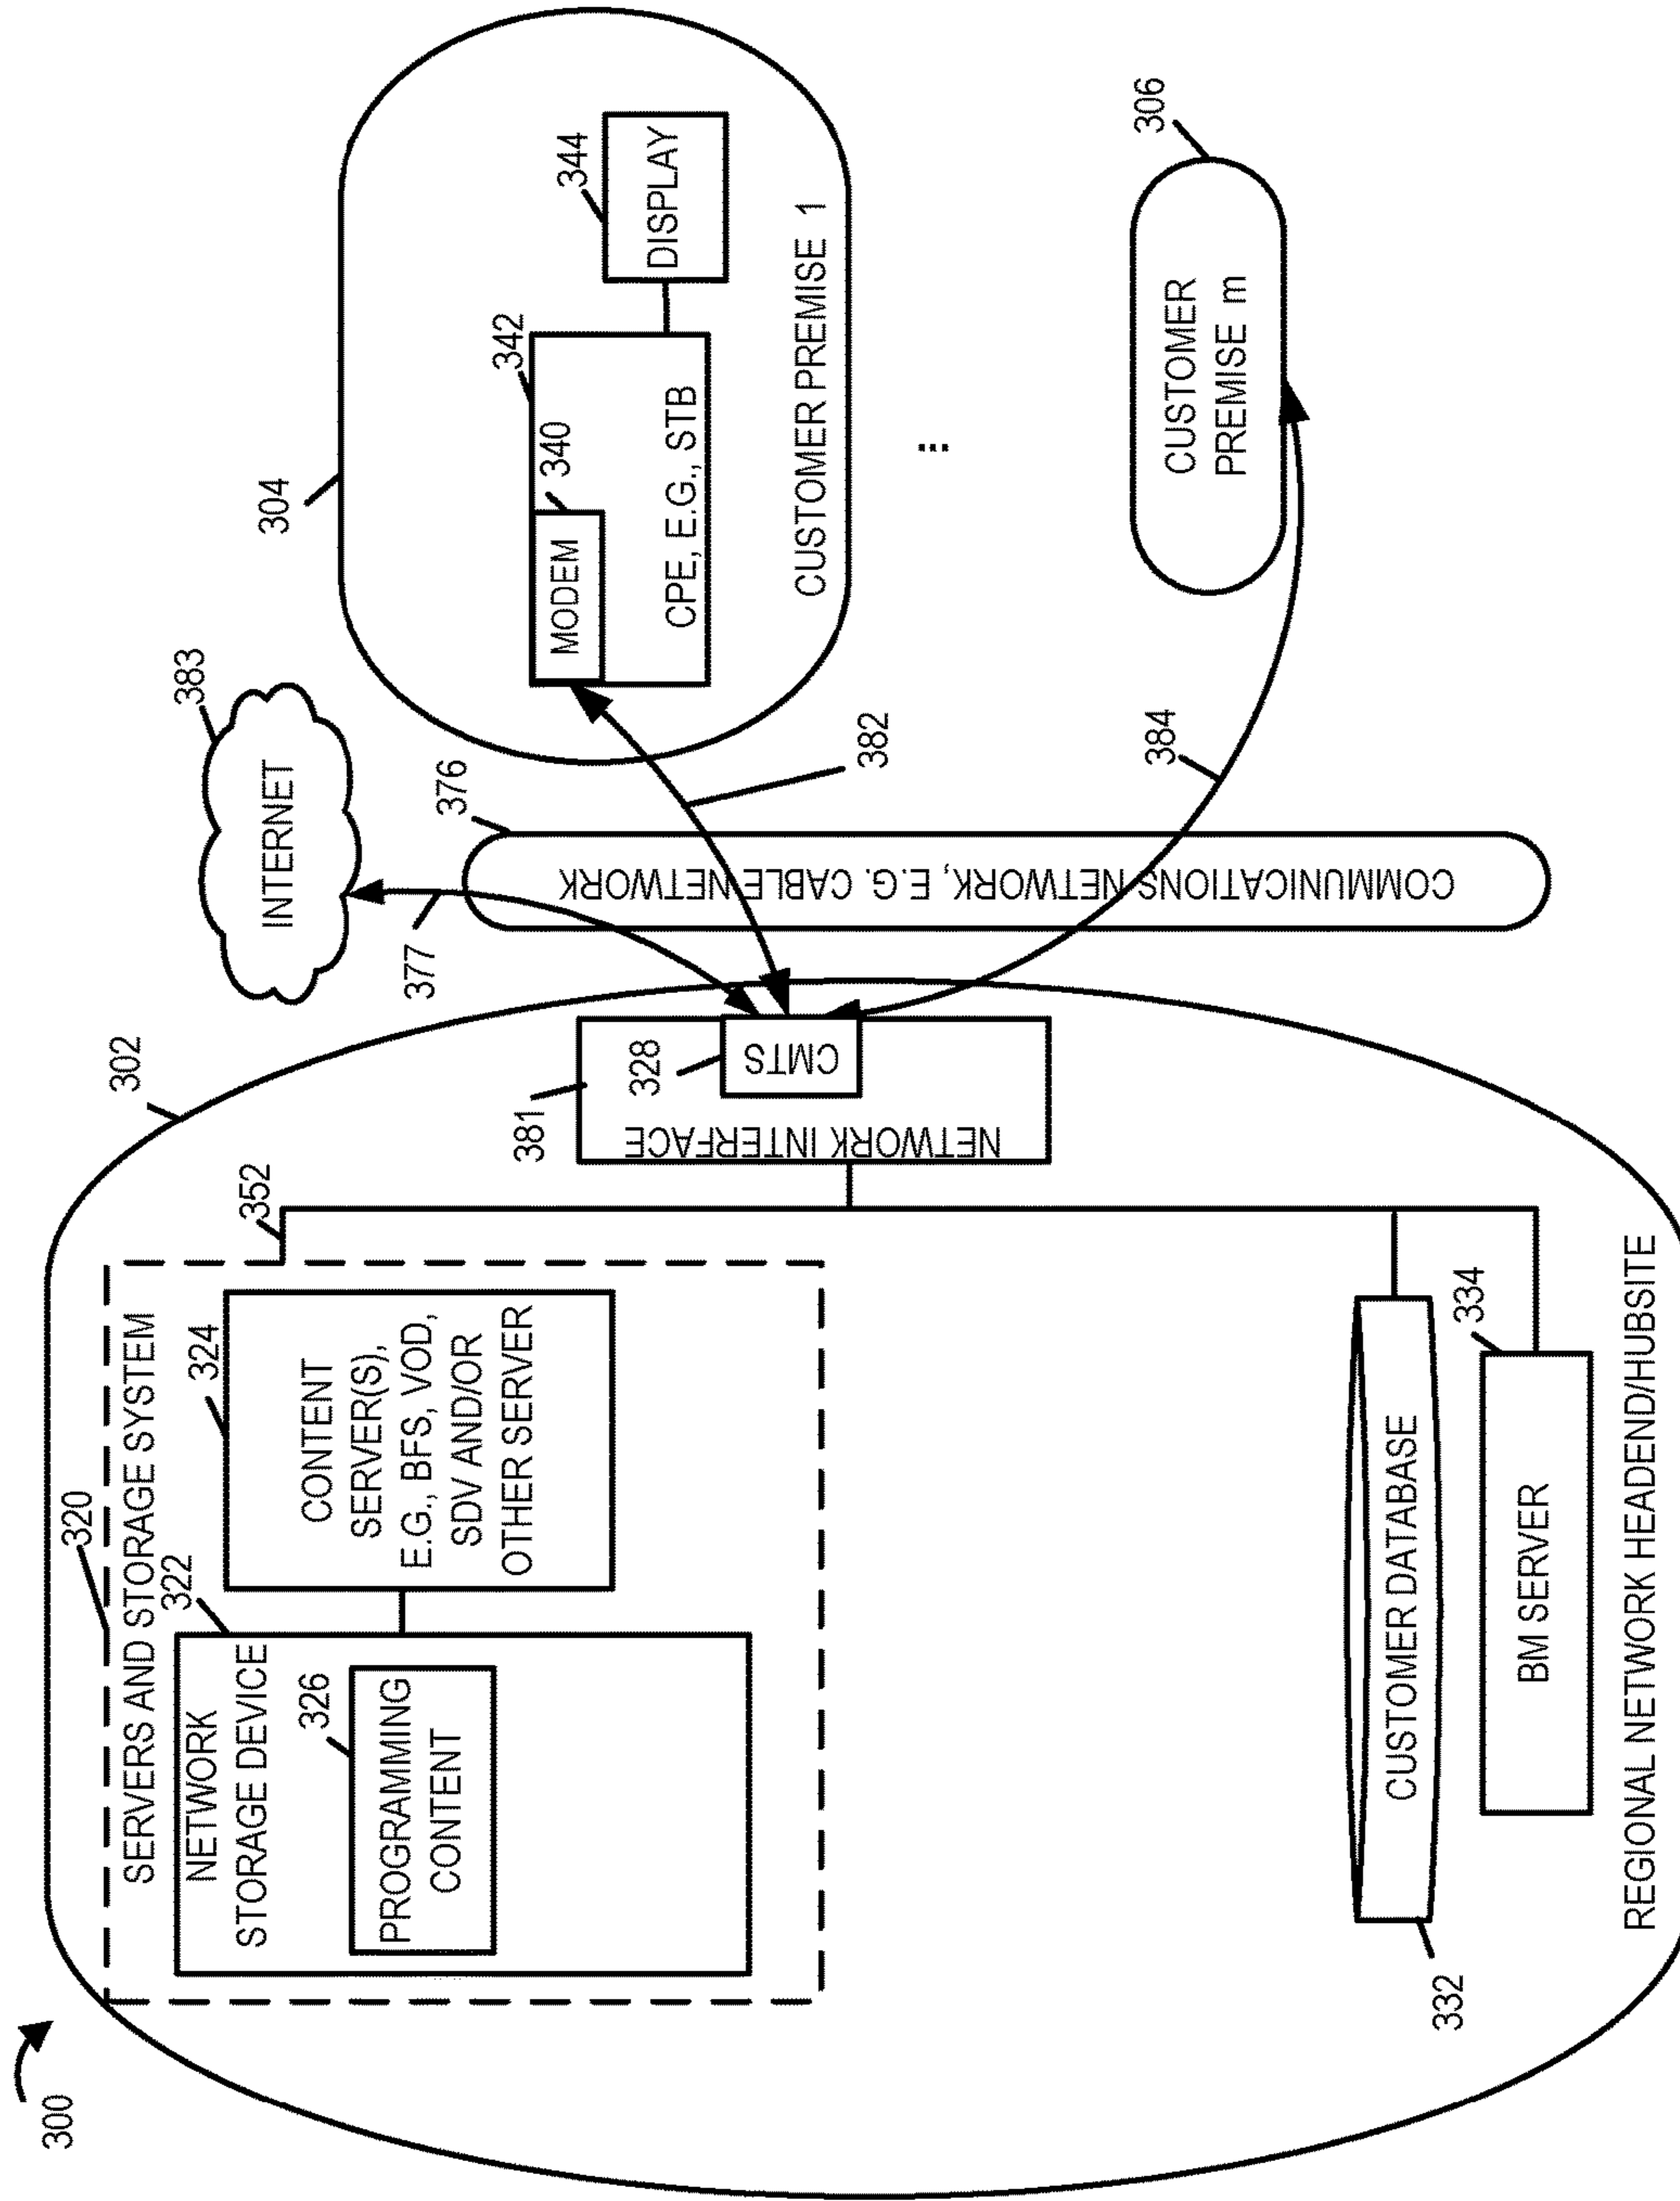 300
302
320
SERVERS AND STORAGE SYSTEM
322
NETWORK
STORAGE DEVICE
326
PROGRAMMING
CONTENT
324
CONTENT
SERVER(S),
E.G., BFS, VOD,
SDV AND/OR
OTHER SERVER
352
381
NETWORK INTERFACE
328
CMTS
332
CUSTOMER DATABASE
334
BM SERVER
REGIONAL NETWORK HEADEND/HUBSITE
383
INTERNET
377
376
COMMUNICATIONS NETWORK, E.G. CABLE NETWORK
382
384
304
342
340
MODEM
CPE, E.G., STB
344
DISPLAY
CUSTOMER PREMISE 1
...
306
CUSTOMER
PREMISE m